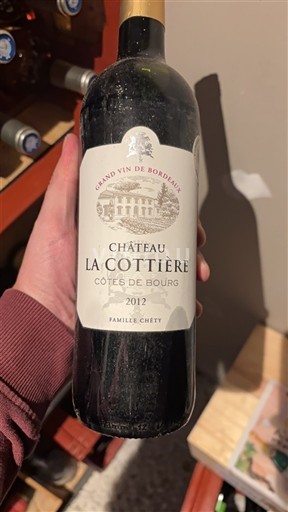 GRAND VIN DE BORDEAUX
CHÂTEAU
LA COTTIÈRE
CÔTES DE BOURG
2012
FAMILLE CHÉTY